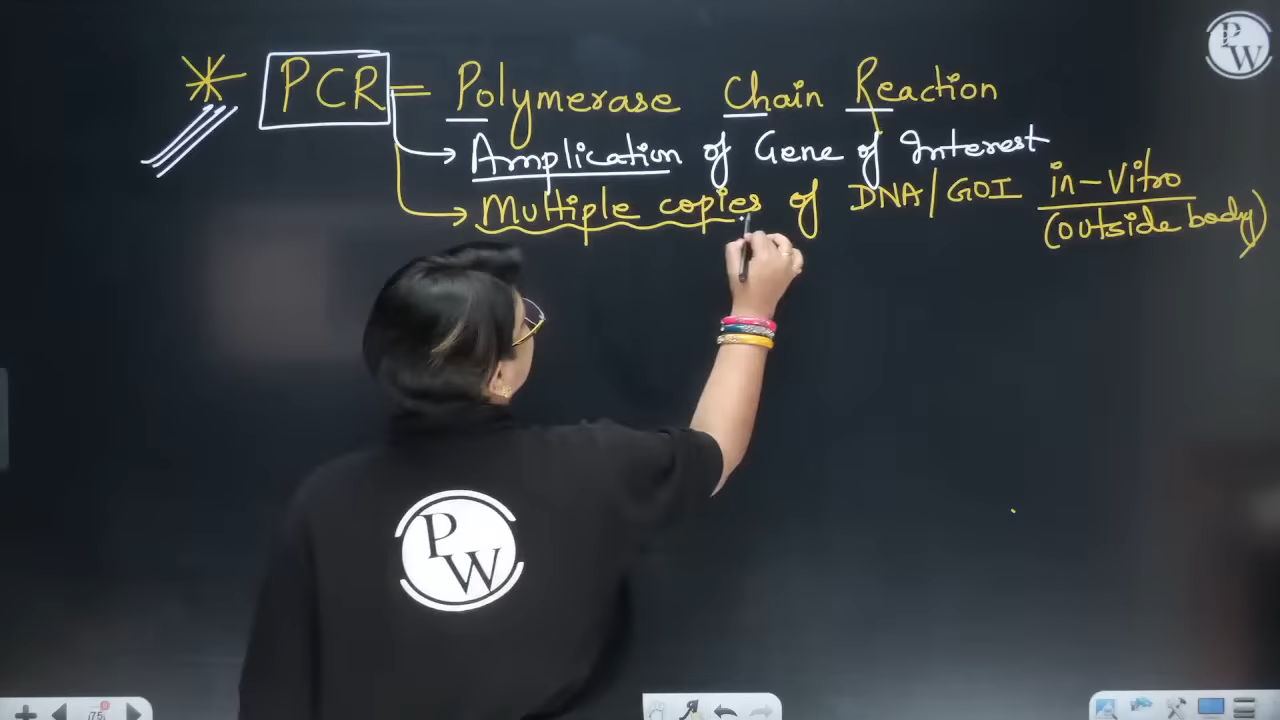 PCR = Polymerase Chain Reaction
Amplication of Gene of Interest
Multiple copies of DNA/GOI in-vitro
(outside body)
PW
PW
75